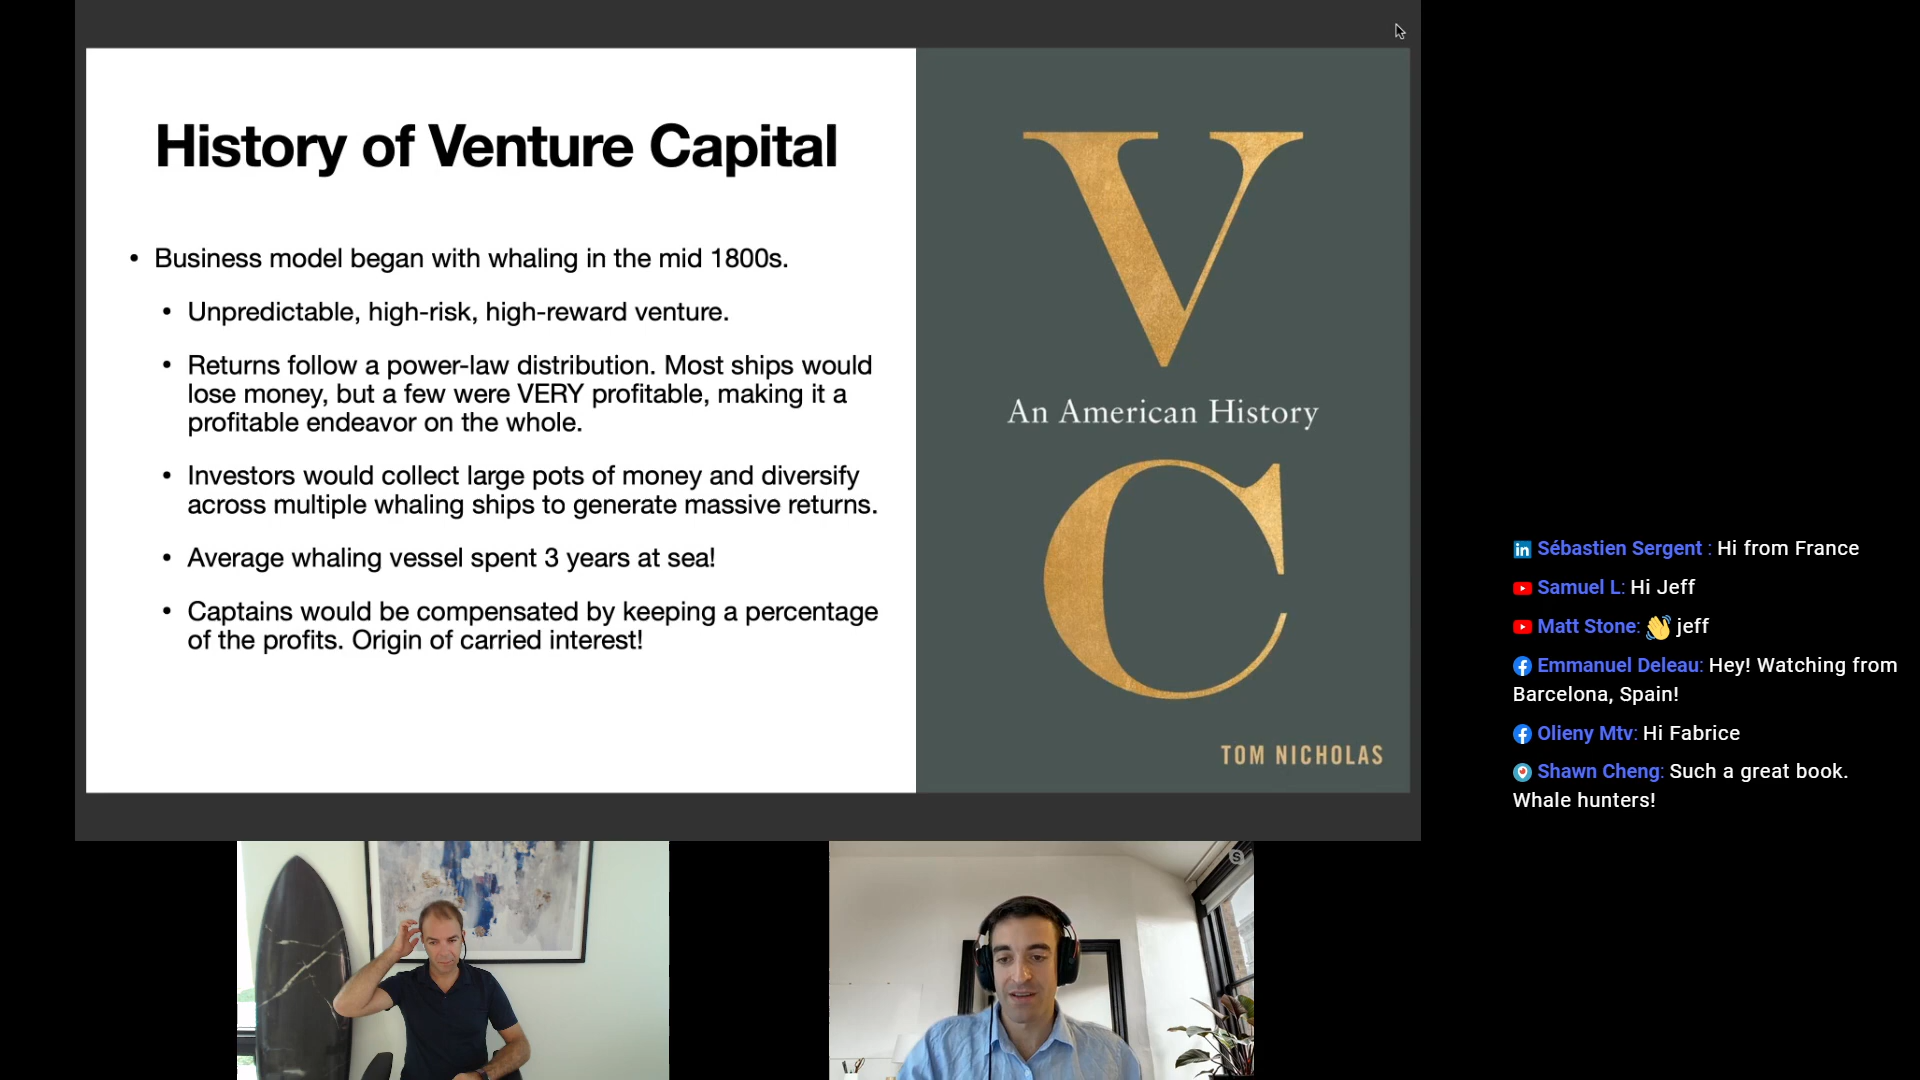 History of Venture Capital
• Business model began with whaling in the mid 1800s.
• Unpredictable, high-risk, high-reward venture.
• Returns follow a power-law distribution. Most ships would
lose money, but a few were VERY profitable, making it a
profitable endeavor on the whole.
• Investors would collect large pots of money and diversify
across multiple whaling ships to generate massive returns.
• Average whaling vessel spent 3 years at sea!
• Captains would be compensated by keeping a percentage
of the profits. Origin of carried interest!
V
An American History
C
TOM NICHOLAS
in Sébastien Sergent : Hi from France
Samuel L: Hi Jeff
Matt Stone: 👋 jeff
Emmanuel Deleau: Hey! Watching from
Barcelona, Spain!
Olieny Mtv: Hi Fabrice
Shawn Cheng: Such a great book.
Whale hunters!
S